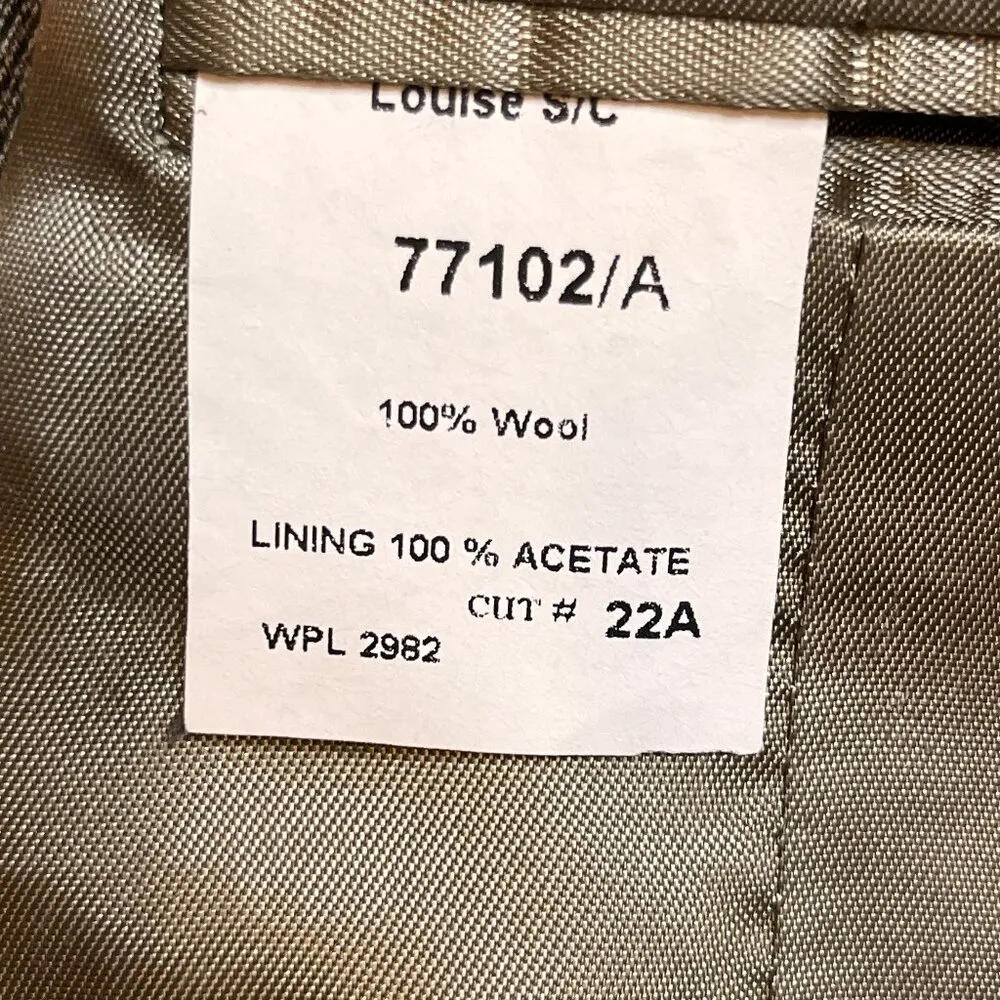 Louise S/C
77102/A
100% Wool
LINING 100 % ACETATE
CUT # 22A
WPL 2982